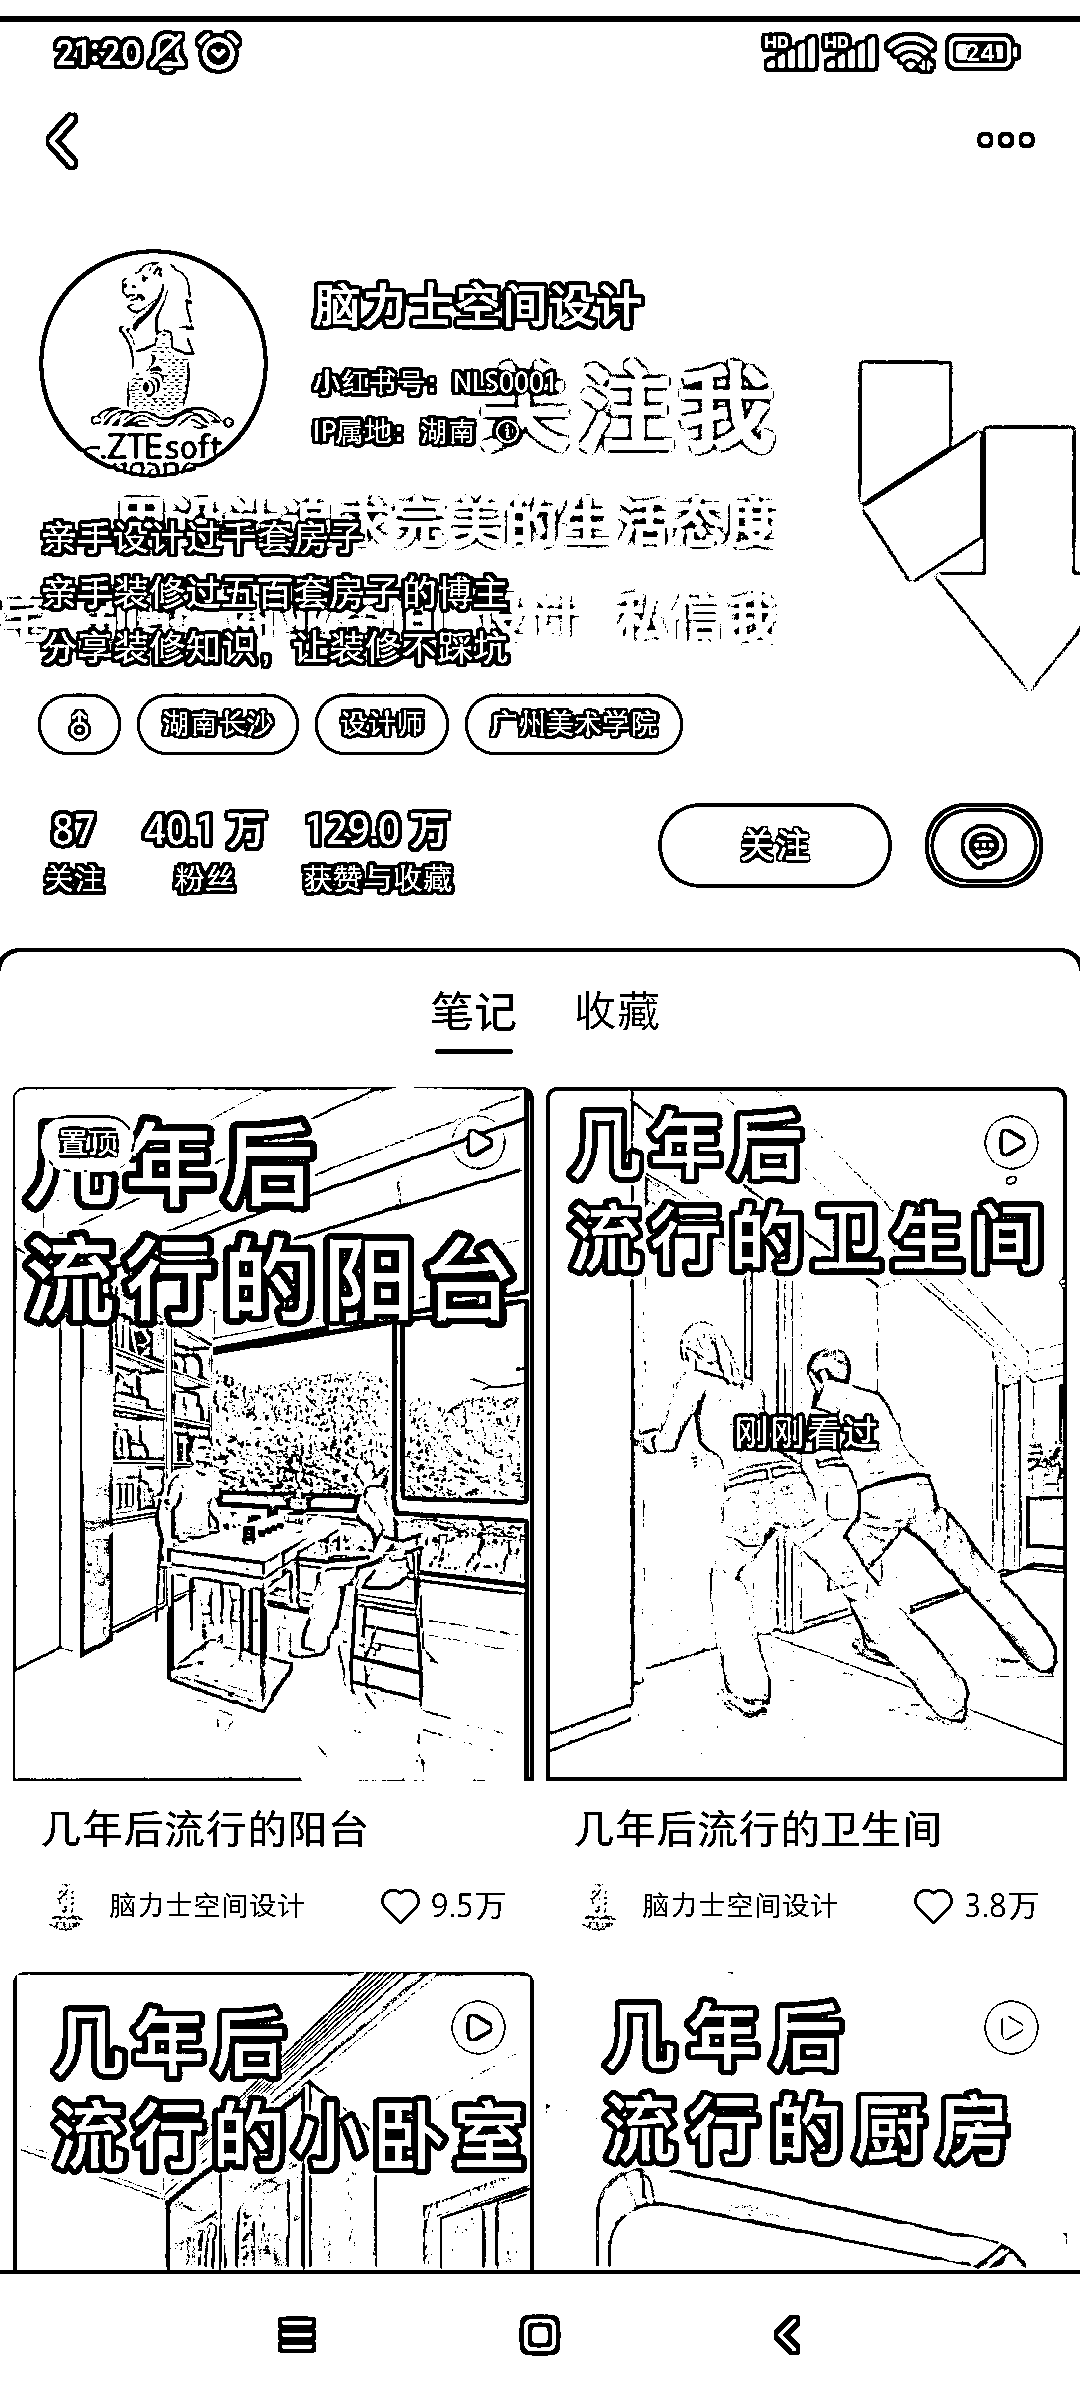 21:20 HD HD 24
脑力士空间设计
小红书号：NLS0001
IP属地：湖南
关注我
ZTEsoft
求完美的生活态度
亲手设计过千套房子
亲手装修过五百套房子的博主
设计 私信我
分享装修知识，让装修不踩坑
湖南长沙 设计师 广州美术学院
87 40.1万 129.0万
关注 粉丝 获赞与收藏
关注
笔记 收藏
置顶
几年后
流行的阳台
几年后
流行的卫生间
刚刚看过
几年后流行的阳台
几年后流行的卫生间
脑力士空间设计 9.5万
脑力士空间设计 3.8万
几年后
流行的小卧室
几年后
流行的厨房